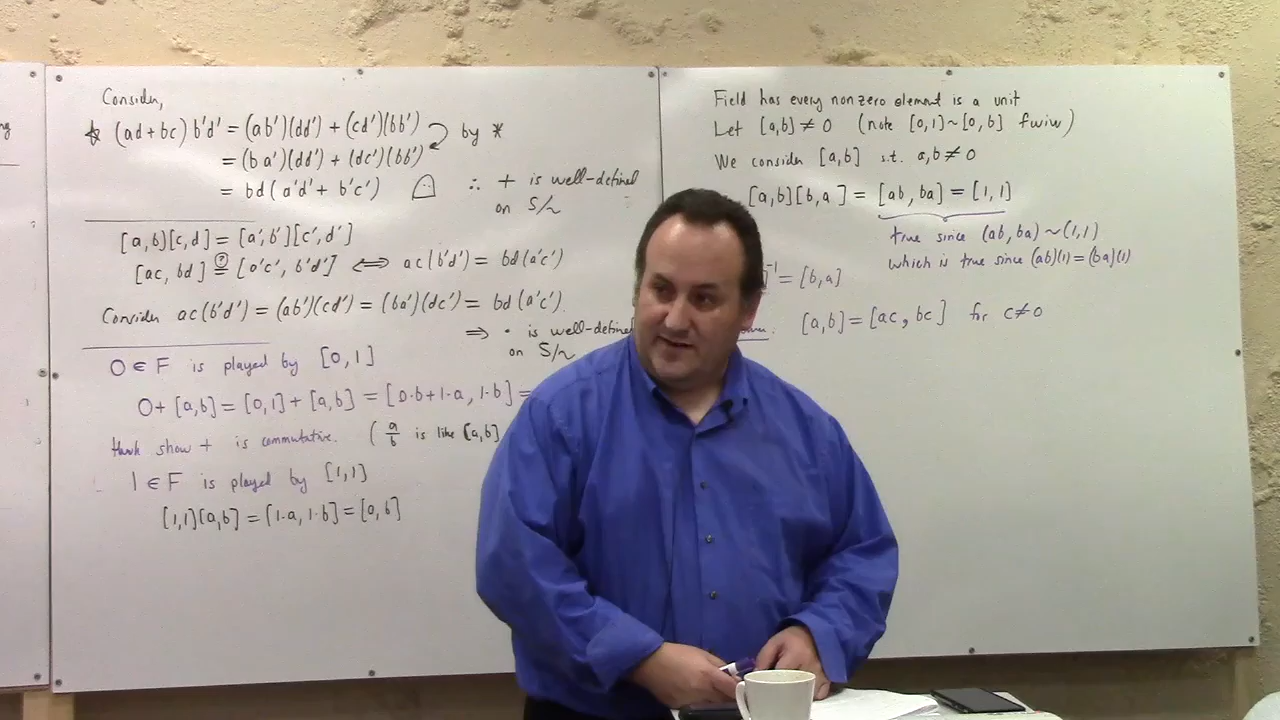 ng
Consider,
☆ (ad+bc) b'd' = (ab')(dd') + (cd')(bb') by *
= (ba')(dd') + (dc')(bb')
= bd(a'd' + b'c') ∴ + is well-defined
on S/~
[a,b][c,d] = [a',b'][c',d']
[ac, bd] ≟ [a'c', b'd'] ⟺ ac(b'd') = bd(a'c')
Consider ac(b'd') = (ab')(cd') = (ba')(dc') = bd(a'c').
⟹ · is well-defined
on S/~
0 ∈ F is played by [0,1]
0+[a,b] = [0,1]+[a,b] = [0·b+1·a, 1·b] =
show + is commutative. (a/b is like [a,b]
1 ∈ F is played by [1,1]
[1,1][a,b] = [1·a, 1·b] = [a,b]
Field has every nonzero element is a unit
Let [a,b] ≠ 0 (note [0,1]~[0,b] fwiw)
We consider [a,b] s.t. a,b≠0
[a,b][b,a] = [ab, ba] = [1,1]
true since (ab, ba) ~ (1,1)
which is true since (ab)(1) = (ba)(1)
]⁻¹ = [b,a]
[a,b] = [ac, bc] for c≠0